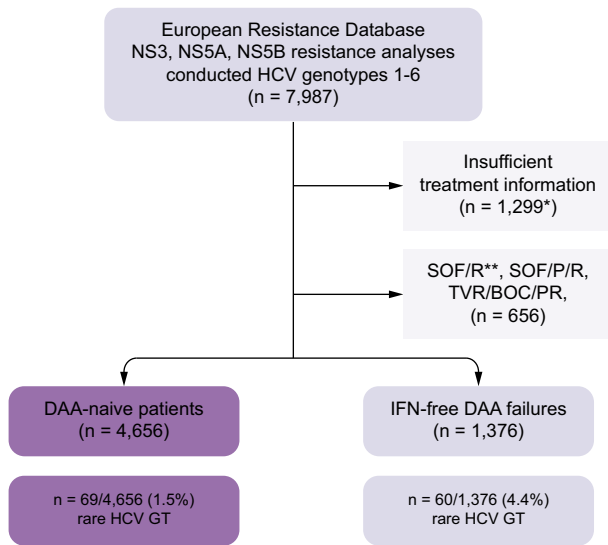 European Resistance Database
NS3, NS5A, NS5B resistance analyses
conducted HCV genotypes 1-6
(n = 7,987)
Insufficient
treatment information
(n = 1,299*)
SOF/R**, SOF/P/R,
TVR/BOC/PR,
(n = 656)
DAA-naive patients
(n = 4,656)
IFN-free DAA failures
(n = 1,376)
n = 69/4,656 (1.5%)
rare HCV GT
n = 60/1,376 (4.4%)
rare HCV GT